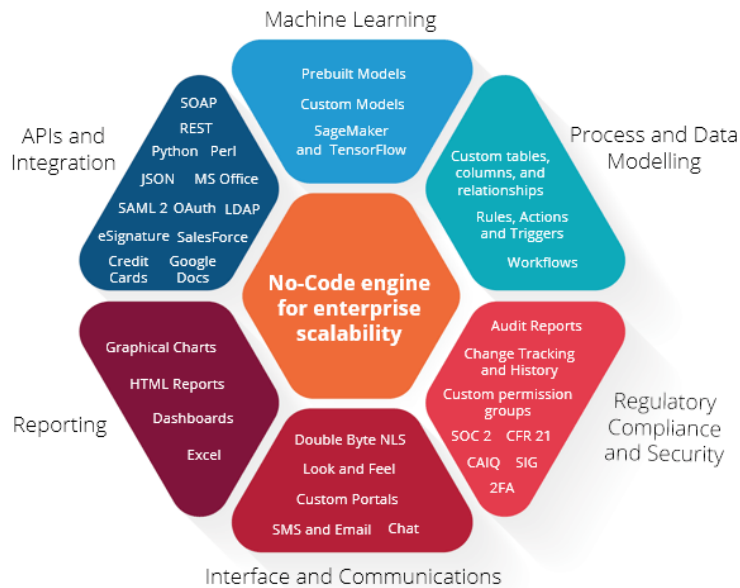 Machine Learning
Prebuilt Models
Custom Models
SageMaker
and TensorFlow
APIs and
Integration
SOAP
REST
Python Perl
JSON MS Office
SAML 2 OAuth LDAP
eSignature SalesForce
Credit
Cards
Google
Docs
Process and Data
Modelling
Custom tables,
columns, and
relationships
Rules, Actions
and Triggers
Workflows
No-Code engine
for enterprise
scalability
Reporting
Graphical Charts
HTML Reports
Dashboards
Excel
Regulatory
Compliance
and Security
Audit Reports
Change Tracking
and History
Custom permission
groups
SOC 2 CFR 21
CAIQ SIG
2FA
Double Byte NLS
Look and Feel
Custom Portals
SMS and Email Chat
Interface and Communications